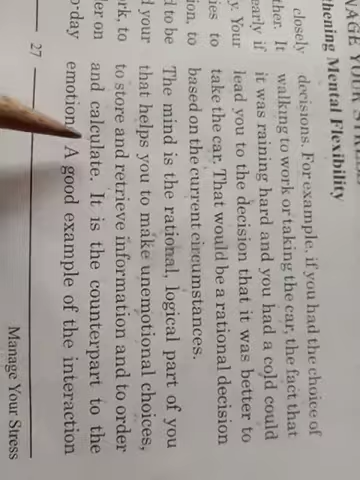 NAGE YOUR
thening Mental Flexibility
closely
ther. It
early if
y. Your
ies to
ion, to
d to be
d your
rk, to
er on
o-day
decisions. For example, if you had the choice of
walking to work or taking the car, the fact that
it was raining hard and you had a cold could
lead you to the decision that it was better to
take the car. That would be a rational decision
based on the current circumstances.
The mind is the rational, logical part of you
that helps you to make unemotional choices,
to store and retrieve information and to order
and calculate. It is the counterpart to the
emotion. A good example of the interaction
27
Manage Your Stress